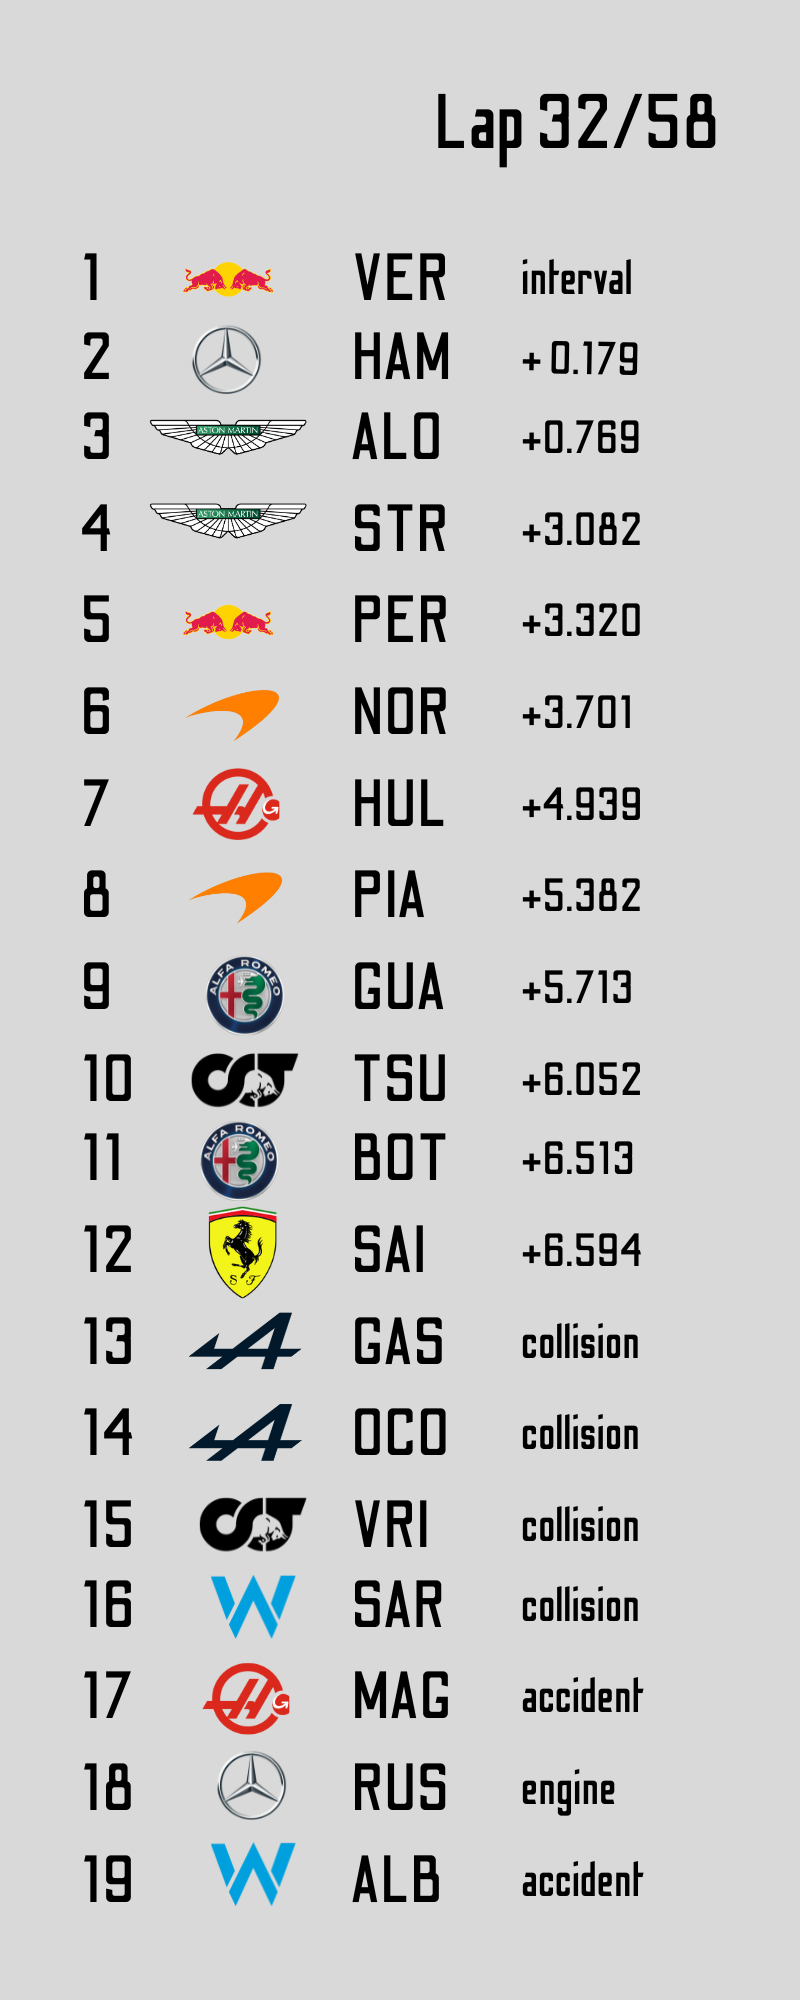 Lap 32/58
1 VER interval
2 HAM + 0.179
3 ASTON MARTIN ALO +0.769
4 ASTON MARTIN STR +3.082
5 PER +3.320
6 NOR +3.701
7 HUL +4.939
8 PIA +5.382
9 ALFA ROMEO GUA +5.713
10 TSU +6.052
11 ALFA ROMEO BOT +6.513
12 S F SAI +6.594
13 GAS collision
14 OCO collision
15 VRI collision
16 SAR collision
17 MAG accident
18 RUS engine
19 ALB accident